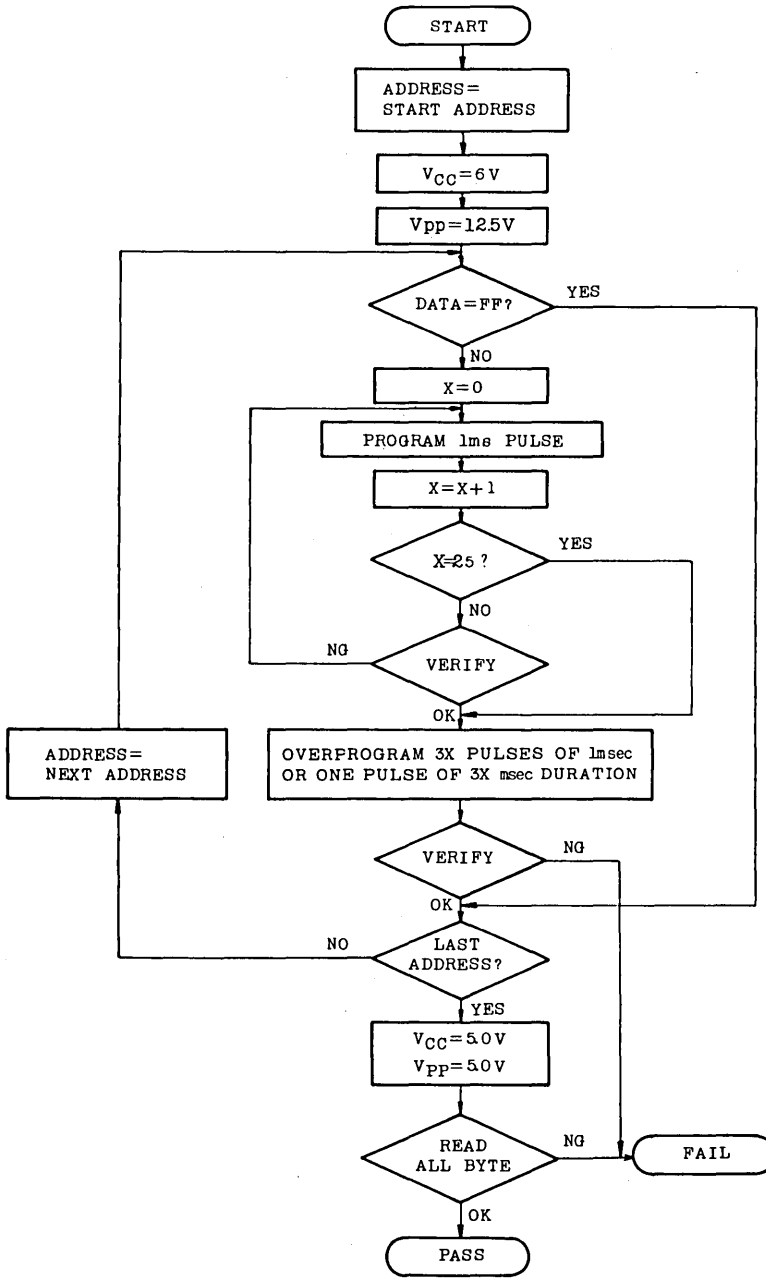 START
ADDRESS=
START ADDRESS
VCC=6V
Vpp=12.5V
DATA=FF?
YES
NO
X=0
PROGRAM 1ms PULSE
X=X+1
X=25?
YES
NO
VERIFY
NG
OK
OVERPROGRAM 3X PULSES OF 1msec
OR ONE PULSE OF 3X msec DURATION
ADDRESS=
NEXT ADDRESS
VERIFY
NG
OK
LAST
ADDRESS?
NO
YES
VCC=5.0V
VPP=5.0V
READ
ALL BYTE
NG
FAIL
OK
PASS